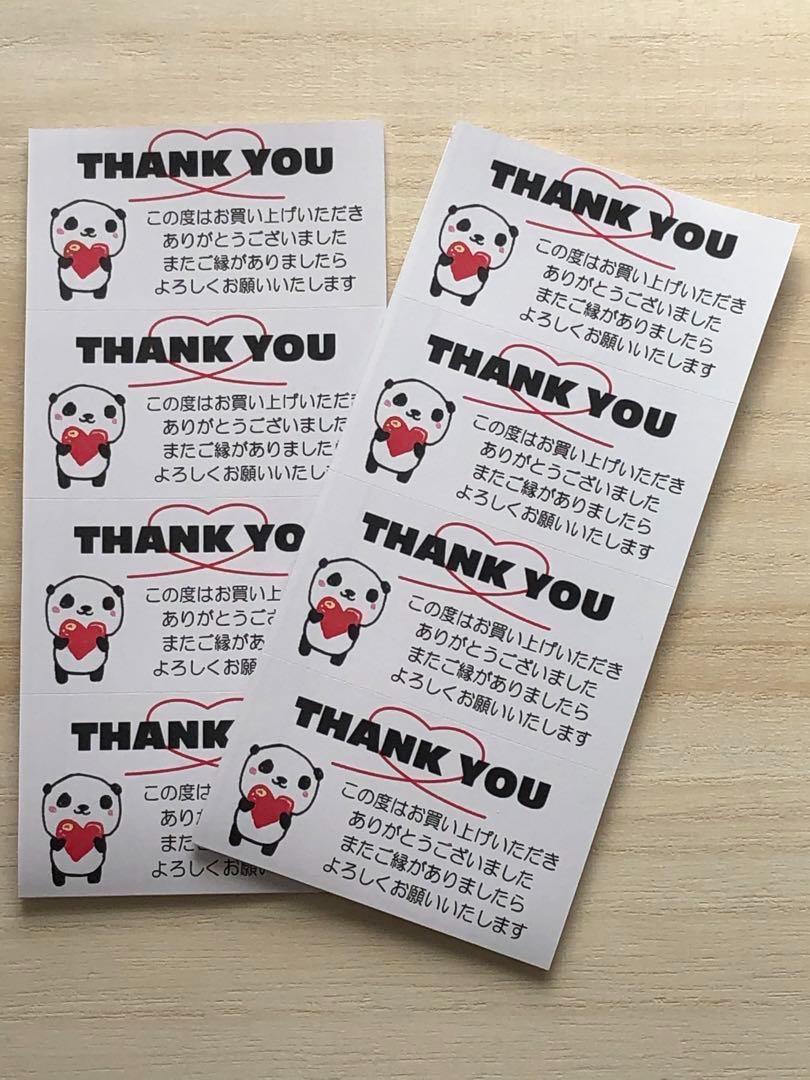 THANK YOU
この度はお買い上げいただき
ありがとうございました
またご縁がありましたら
よろしくお願いいたします
THANK YOU
この度はお買い上げいただき
ありがとうございました
またご縁がありましたら
よろしくお願いいたし
THANK YO
この度はお買い上
ありがとうござ
またご縁があ
よろしくお願
THANK
この度は
ありが
また
よろしくお願い
THANK YOU
この度はお買い上げいただき
ありがとうございました
またご縁がありましたら
よろしくお願いいたします
THANK YOU
この度はお買い上げいただき
ありがとうございました
またご縁がありましたら
よろしくお願いいたします
THANK YOU
この度はお買い上げいただき
ありがとうございました
またご縁がありましたら
よろしくお願いいたします
THANK YOU
この度はお買い上げいただき
ありがとうございました
またご縁がありましたら
よろしくお願いいたします